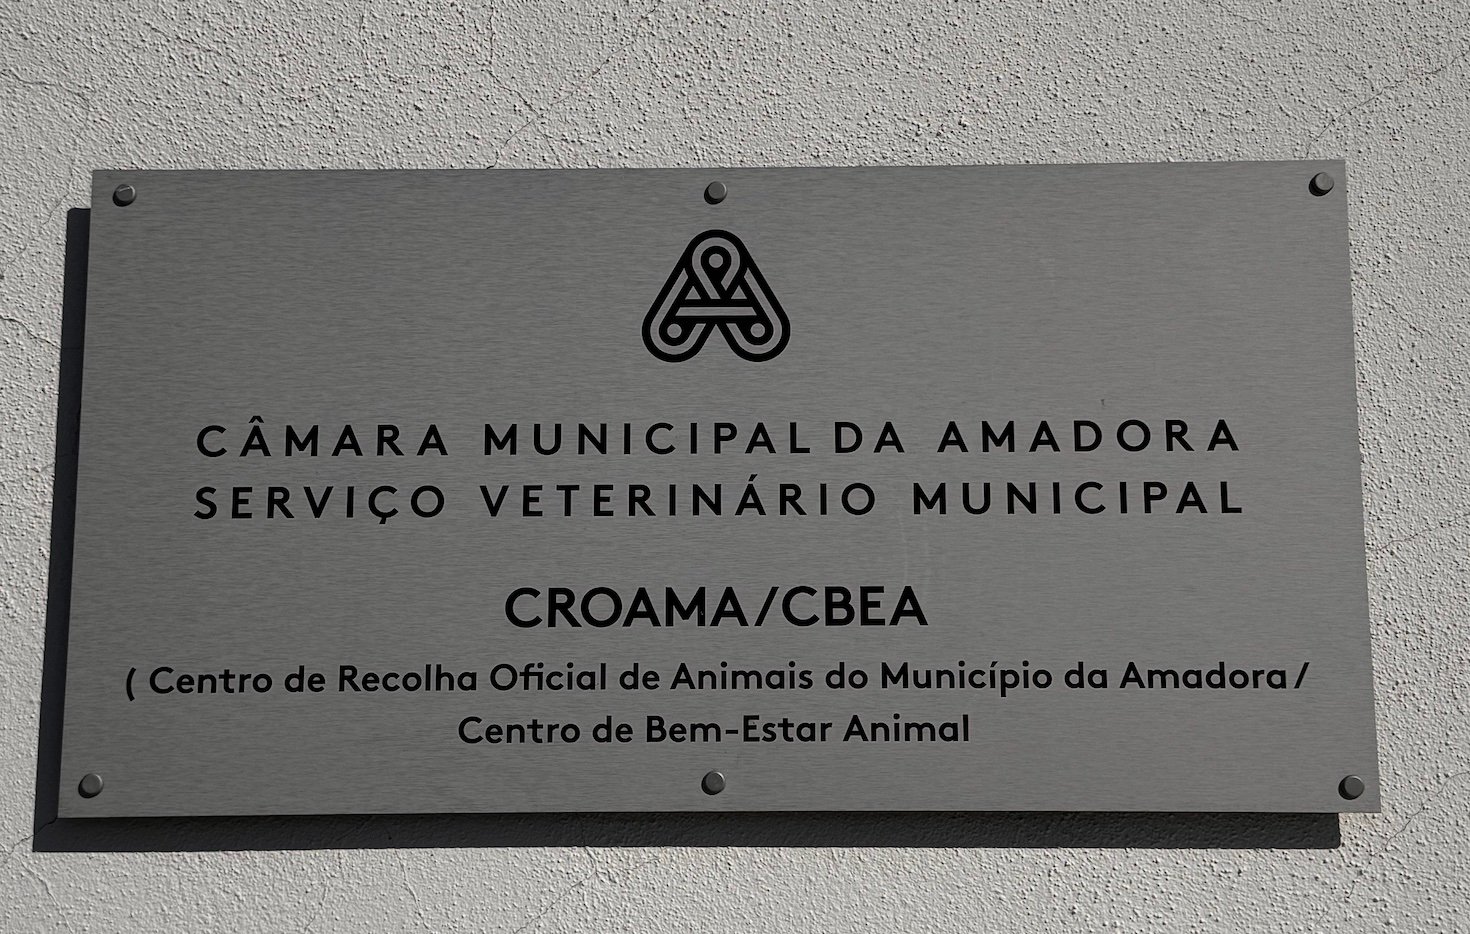 CÂMARA MUNICIPAL DA AMADORA
SERVIÇO VETERINÁRIO MUNICIPAL
CROAMA/CBEA
( Centro de Recolha Oficial de Animais do Município da Amadora /
Centro de Bem-Estar Animal